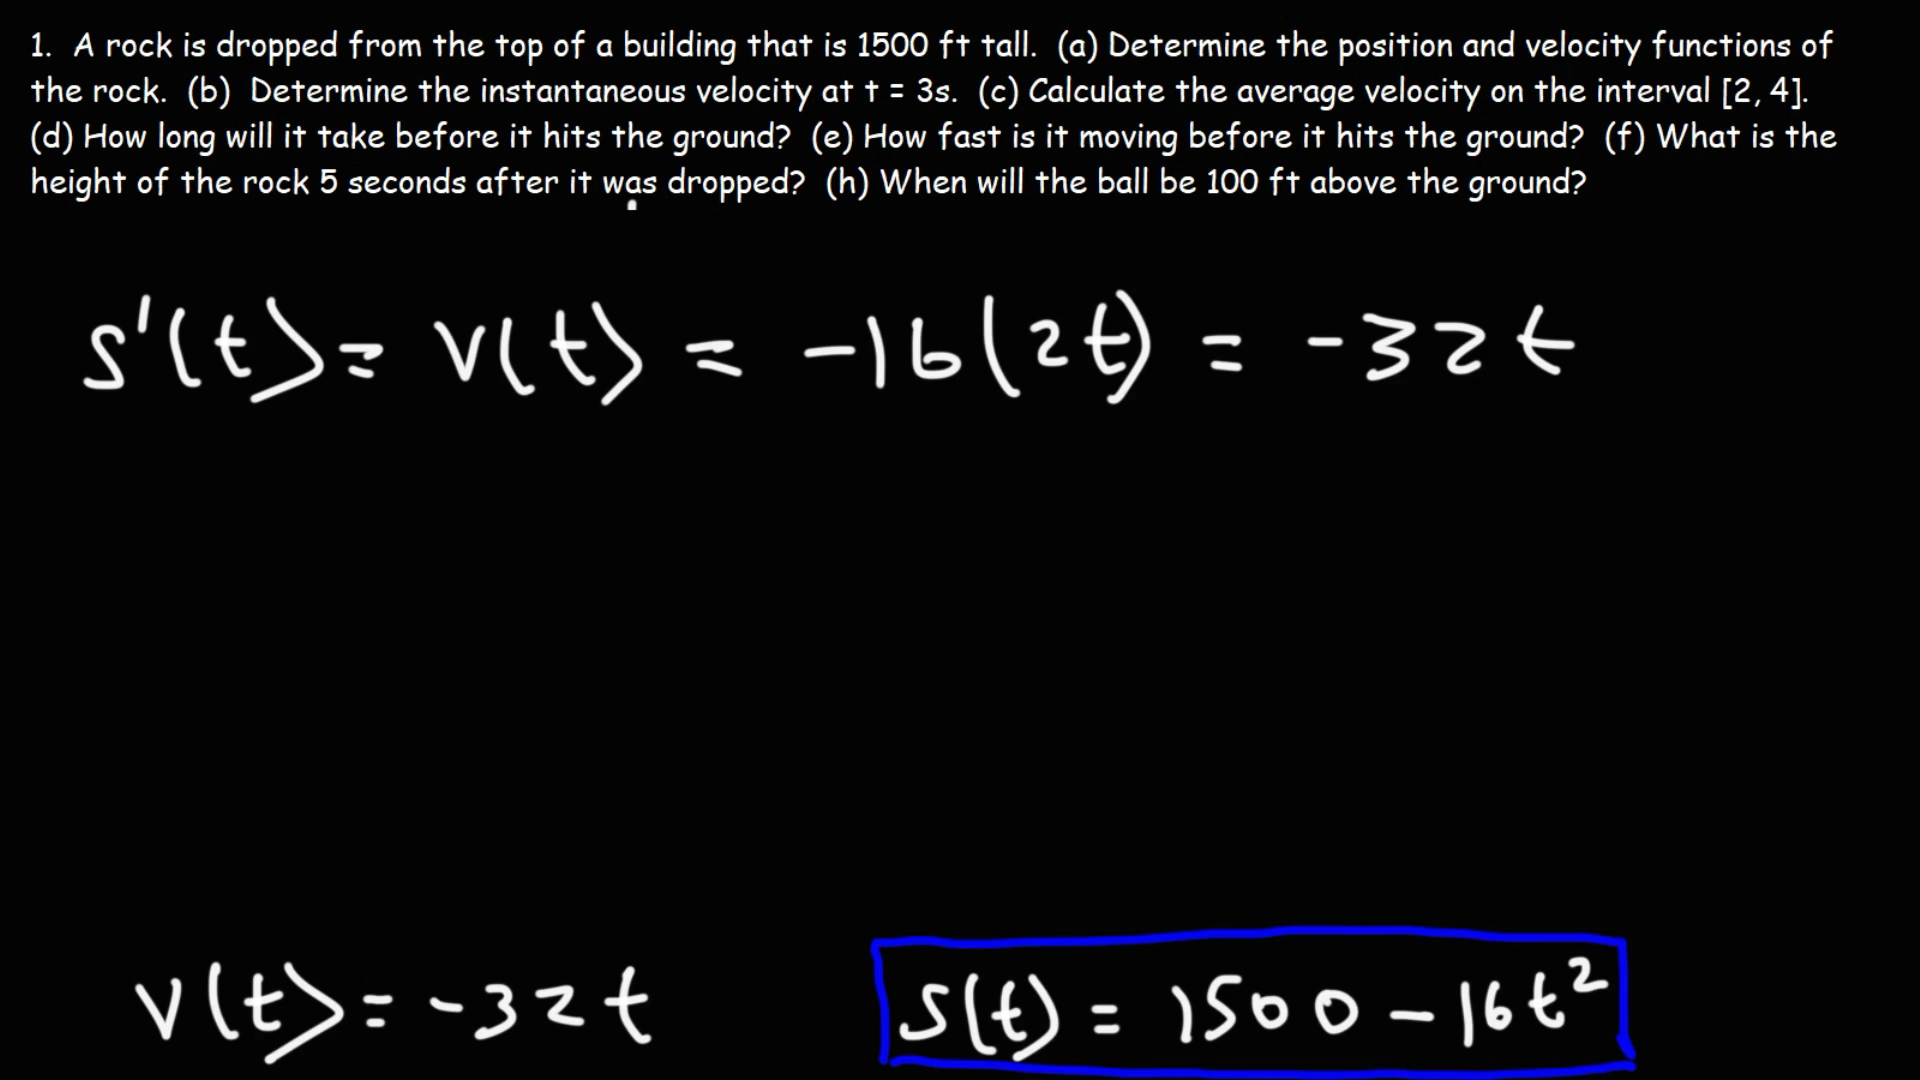 1. A rock is dropped from the top of a building that is 1500 ft tall. (a) Determine the position and velocity functions of
the rock. (b) Determine the instantaneous velocity at t = 3s. (c) Calculate the average velocity on the interval [2, 4].
(d) How long will it take before it hits the ground? (e) How fast is it moving before it hits the ground? (f) What is the
height of the rock 5 seconds after it was dropped? (h) When will the ball be 100 ft above the ground?
s'(t) = v(t) = -16(2t) = -32t
v(t) = -32t
s(t) = 1500 - 16t²